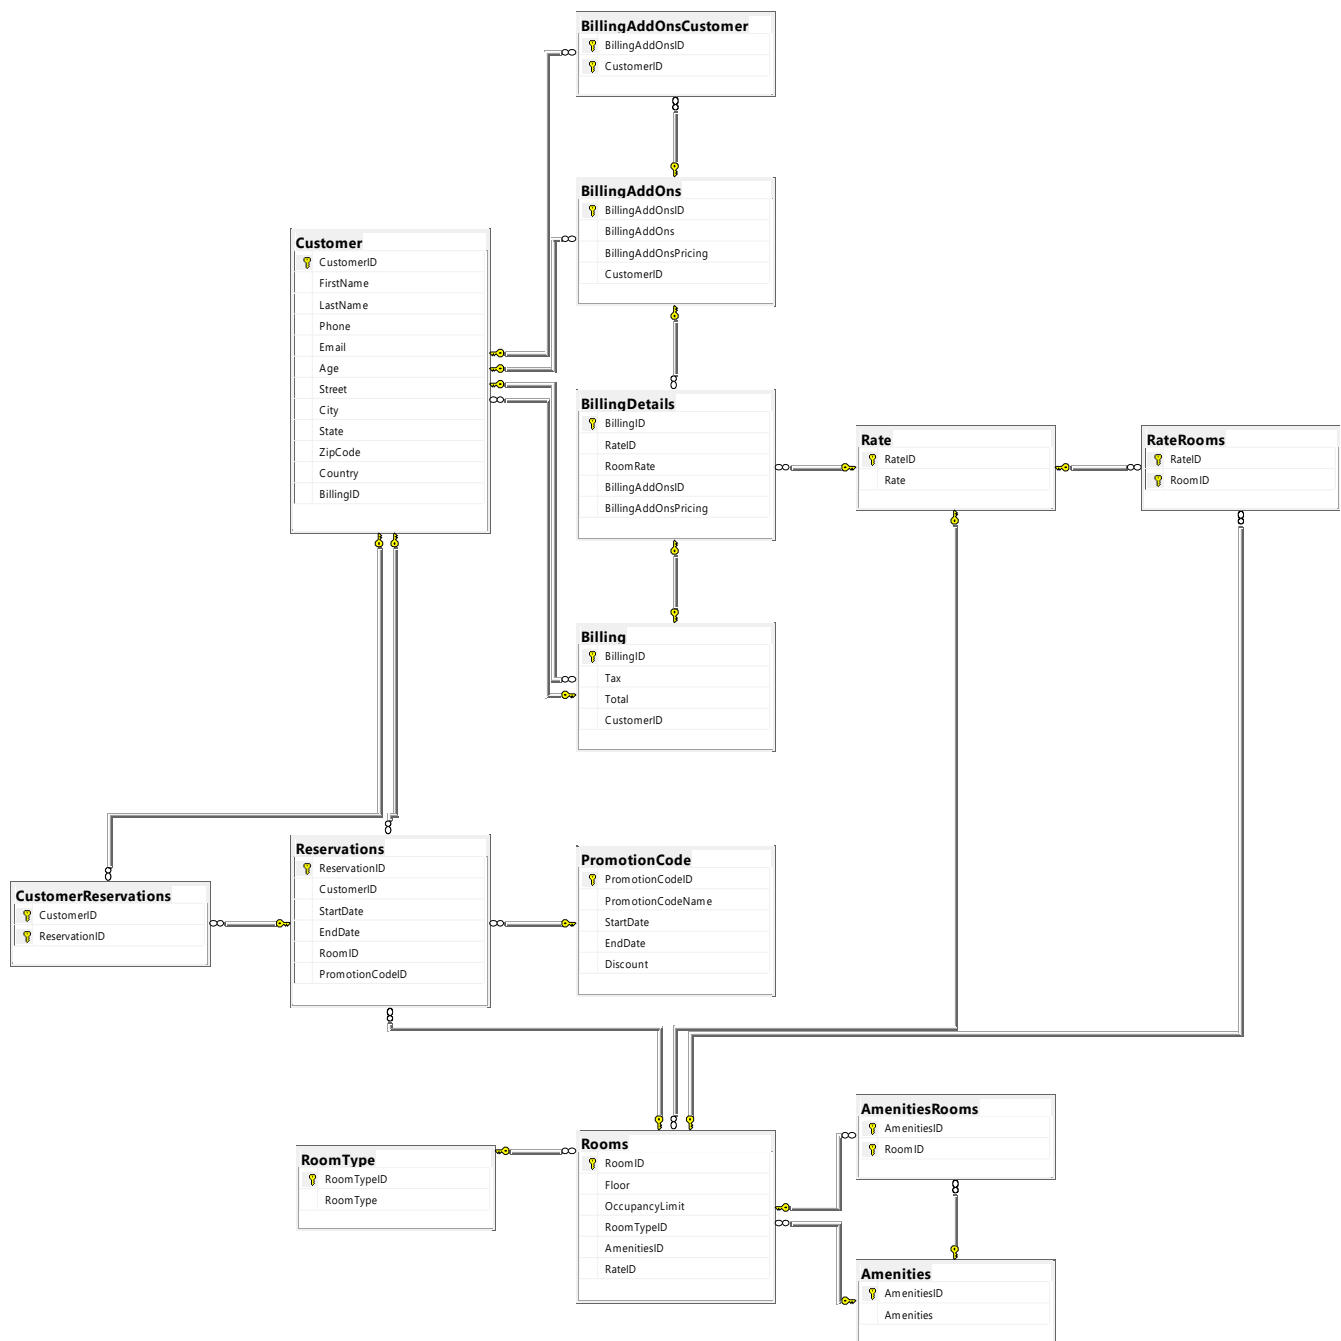 BillingAddOnsCustomer
BillingAddOnsID
CustomerID
BillingAddOns
BillingAddOnsID
BillingAddOns
BillingAddOnsPricing
CustomerID
Customer
CustomerID
FirstName
LastName
Phone
Email
Age
Street
City
State
ZipCode
Country
BillingID
BillingDetails
BillingID
RateID
RoomRate
BillingAddOnsID
BillingAddOnsPricing
Rate
RateID
Rate
RateRooms
RateID
RoomID
Billing
BillingID
Tax
Total
CustomerID
CustomerReservations
CustomerID
ReservationID
Reservations
ReservationID
CustomerID
StartDate
EndDate
RoomID
PromotionCodeID
PromotionCode
PromotionCodeID
PromotionCodeName
StartDate
EndDate
Discount
RoomType
RoomTypeID
RoomType
Rooms
RoomID
Floor
OccupancyLimit
RoomTypeID
AmenitiesID
RateID
AmenitiesRooms
AmenitiesID
RoomID
Amenities
AmenitiesID
Amenities